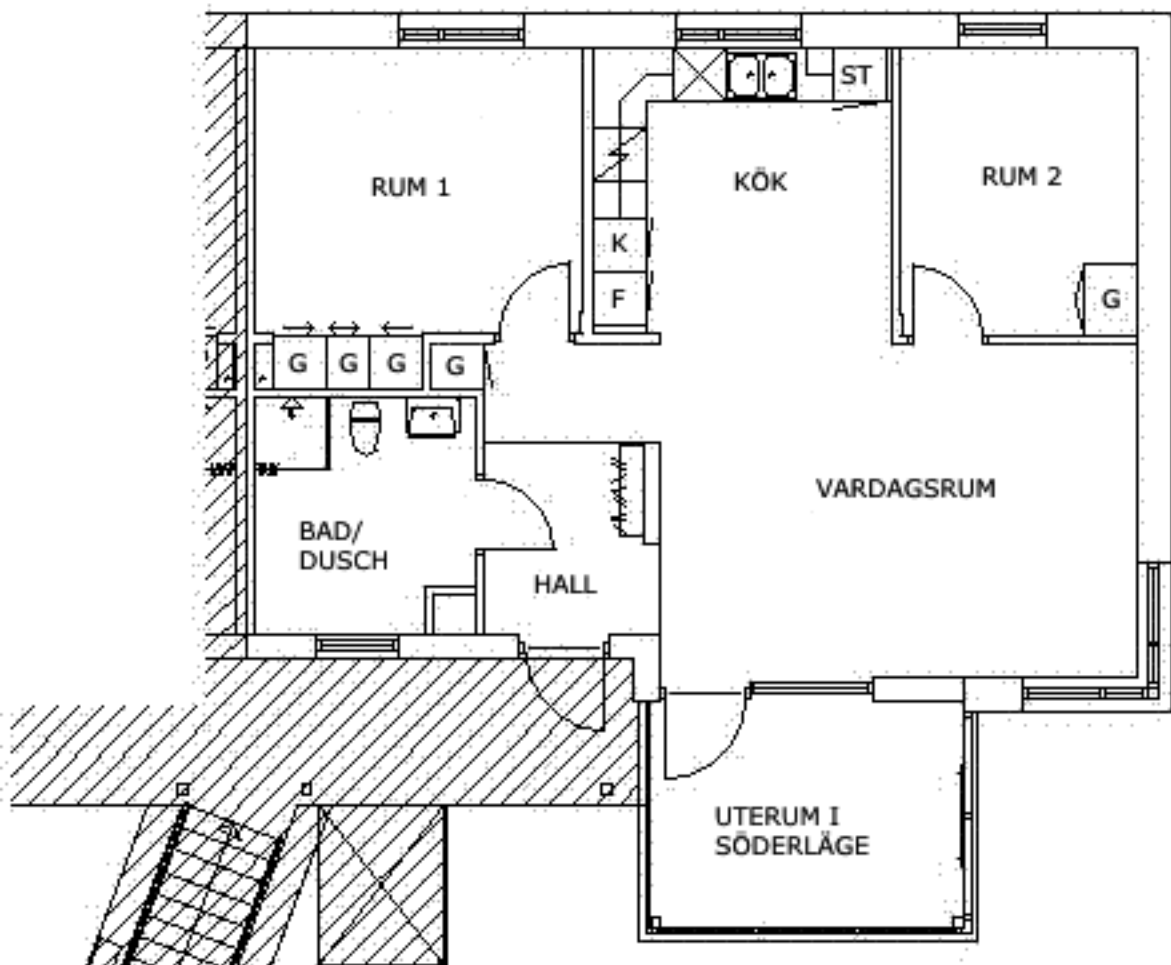 ST
RUM 1
KÖK
RUM 2
K
F
G
G
G
G
G
VARDAGSRUM
BAD/
DUSCH
HALL
UTERUM I
SÖDERLÄGE